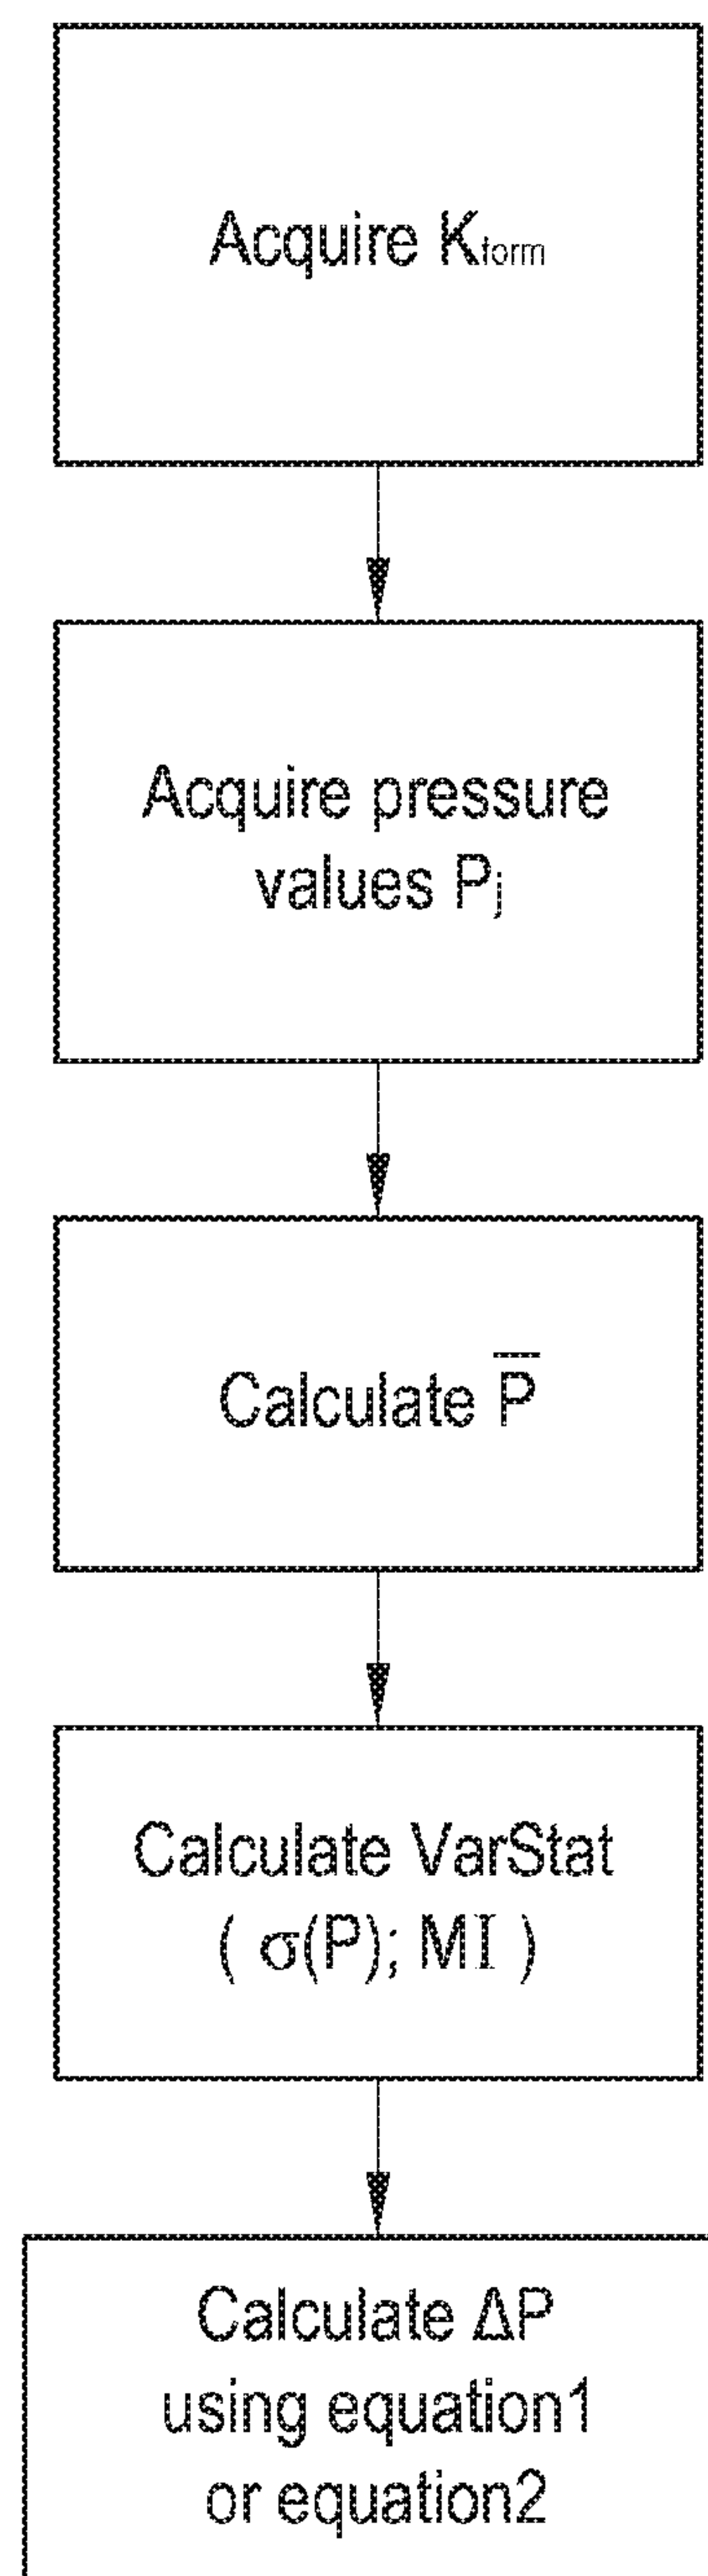 Acquire Kform
Acquire pressure
values Pj
Calculate P̅
Calculate VarStat
( σ(P); MI )
Calculate ΔP
using equation1
or equation2